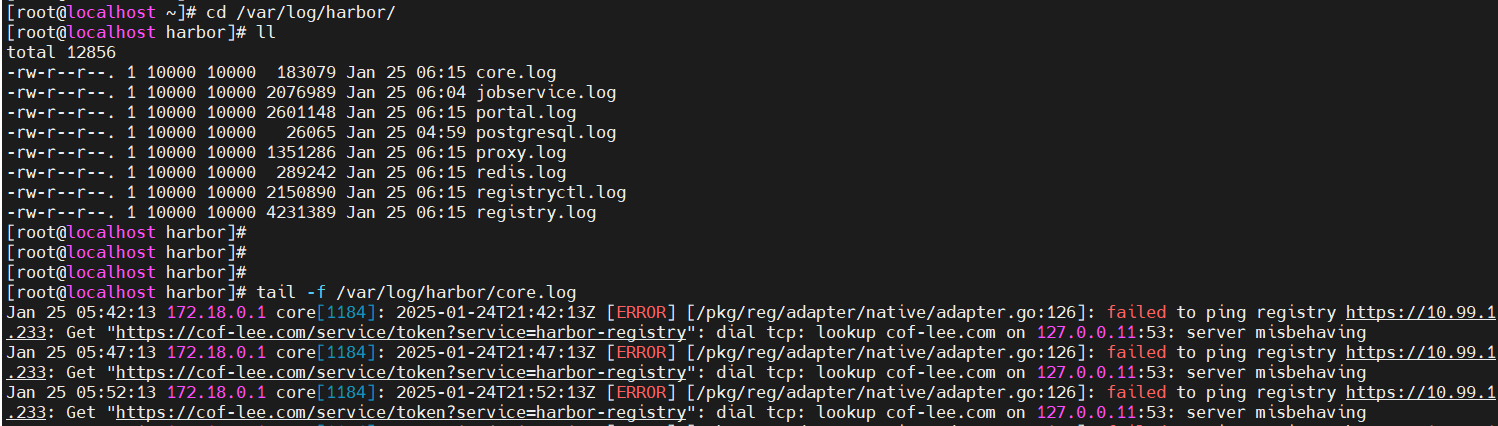 [root@localhost ~]# cd /var/log/harbor/
[root@localhost harbor]# ll
total 12856
-rw-r--r--. 1 10000 10000  183079 Jan 25 06:15 core.log
-rw-r--r--. 1 10000 10000 2076989 Jan 25 06:04 jobservice.log
-rw-r--r--. 1 10000 10000 2601148 Jan 25 06:15 portal.log
-rw-r--r--. 1 10000 10000   26065 Jan 25 04:59 postgresql.log
-rw-r--r--. 1 10000 10000 1351286 Jan 25 06:15 proxy.log
-rw-r--r--. 1 10000 10000  289242 Jan 25 06:15 redis.log
-rw-r--r--. 1 10000 10000 2150890 Jan 25 06:15 registryctl.log
-rw-r--r--. 1 10000 10000 4231389 Jan 25 06:15 registry.log
[root@localhost harbor]#
[root@localhost harbor]#
[root@localhost harbor]#
[root@localhost harbor]# tail -f /var/log/harbor/core.log
Jan 25 05:42:13 172.18.0.1 core[1184]: 2025-01-24T21:42:13Z [ERROR] [/pkg/reg/adapter/native/adapter.go:126]: failed to ping registry https://10.99.1
.233: Get "https://cof-lee.com/service/token?service=harbor-registry": dial tcp: lookup cof-lee.com on 127.0.0.11:53: server misbehaving
Jan 25 05:47:13 172.18.0.1 core[1184]: 2025-01-24T21:47:13Z [ERROR] [/pkg/reg/adapter/native/adapter.go:126]: failed to ping registry https://10.99.1
.233: Get "https://cof-lee.com/service/token?service=harbor-registry": dial tcp: lookup cof-lee.com on 127.0.0.11:53: server misbehaving
Jan 25 05:52:13 172.18.0.1 core[1184]: 2025-01-24T21:52:13Z [ERROR] [/pkg/reg/adapter/native/adapter.go:126]: failed to ping registry https://10.99.1
.233: Get "https://cof-lee.com/service/token?service=harbor-registry": dial tcp: lookup cof-lee.com on 127.0.0.11:53: server misbehaving